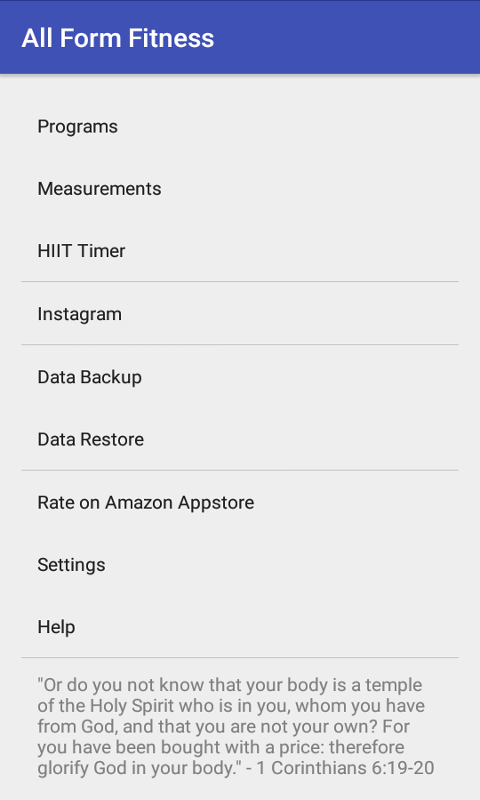 All Form Fitness
Programs
Measurements
HIIT Timer
Instagram
Data Backup
Data Restore
Rate on Amazon Appstore
Settings
Help
"Or do you not know that your body is a temple
of the Holy Spirit who is in you, whom you have
from God, and that you are not your own? For
you have been bought with a price: therefore
glorify God in your body." - 1 Corinthians 6:19-20